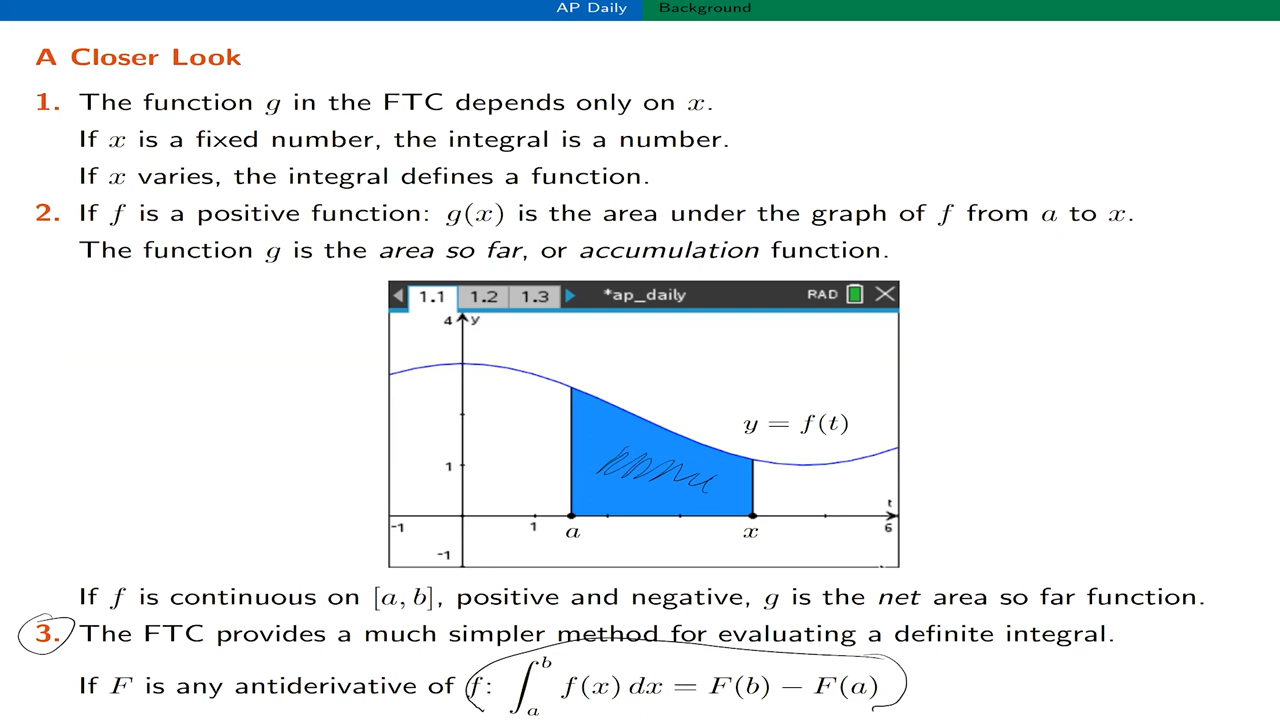 AP Daily Background
A Closer Look
1. The function g in the FTC depends only on x.
If x is a fixed number, the integral is a number.
If x varies, the integral defines a function.
2. If f is a positive function: g(x) is the area under the graph of f from a to x.
The function g is the area so far, or accumulation function.
1.1 1.2 1.3 *ap_daily RAD
4 y
y = f(t)
1
t
-1 1 a x 6
-1
If f is continuous on [a, b], positive and negative, g is the net area so far function.
3. The FTC provides a much simpler method for evaluating a definite integral.
If F is any antiderivative of f: ∫_a^b f(x) dx = F(b) − F(a)